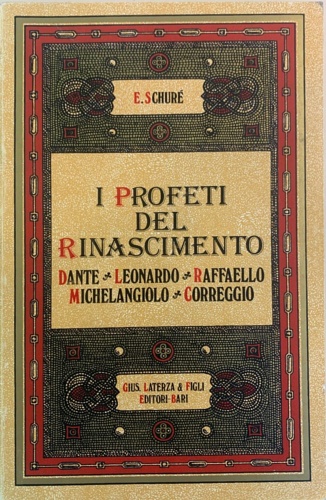 E. SCHURÉ
I PROFETI
DEL
RINASCIMENTO
DANTE LEONARDO RAFFAELLO
MICHELANGIOLO CORREGGIO
GIUS. LATERZA & FIGLI
EDITORI-BARI